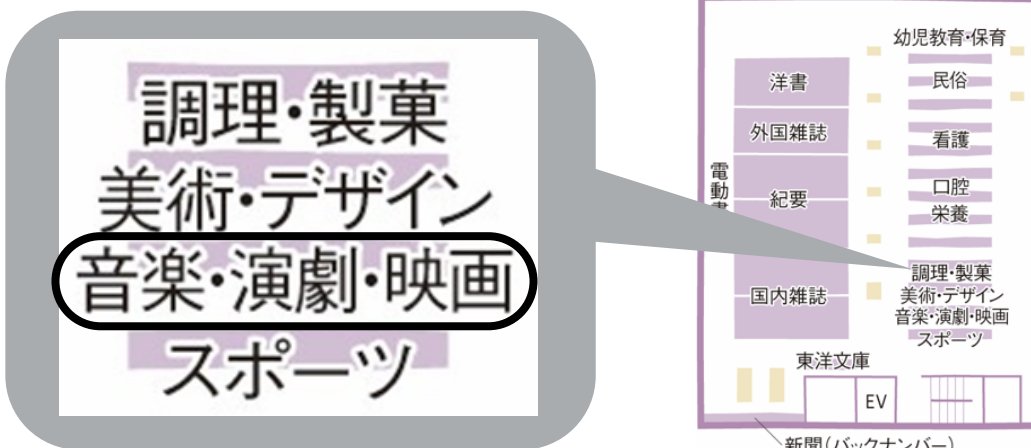 調理・製菓
美術・デザイン
音楽・演劇・映画
スポーツ
幼児教育・保育
洋書
民俗
外国雑誌
看護
電動書
紀要
口腔
栄養
国内雑誌
調理・製菓
美術・デザイン
音楽・演劇・映画
スポーツ
東洋文庫
EV
新聞(バックナンバー)